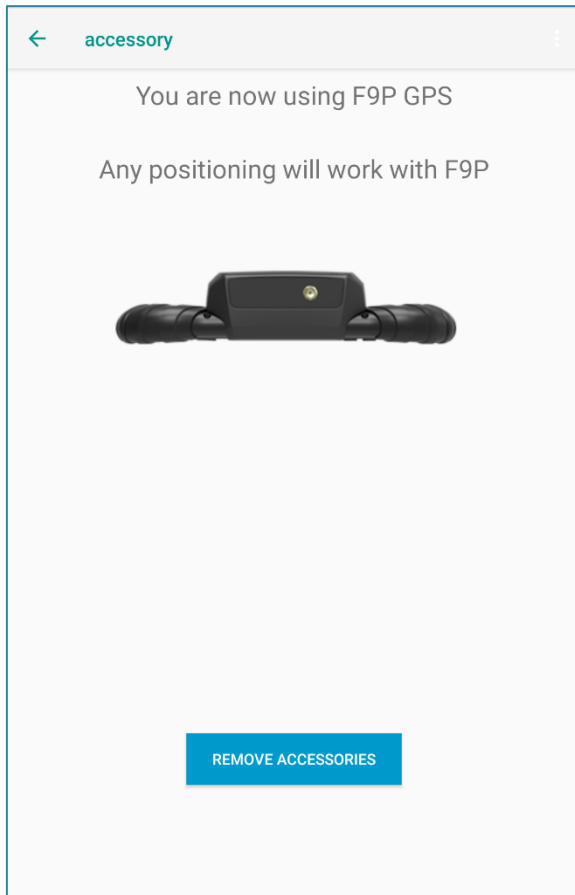 accessory
You are now using F9P GPS
Any positioning will work with F9P
REMOVE ACCESSORIES